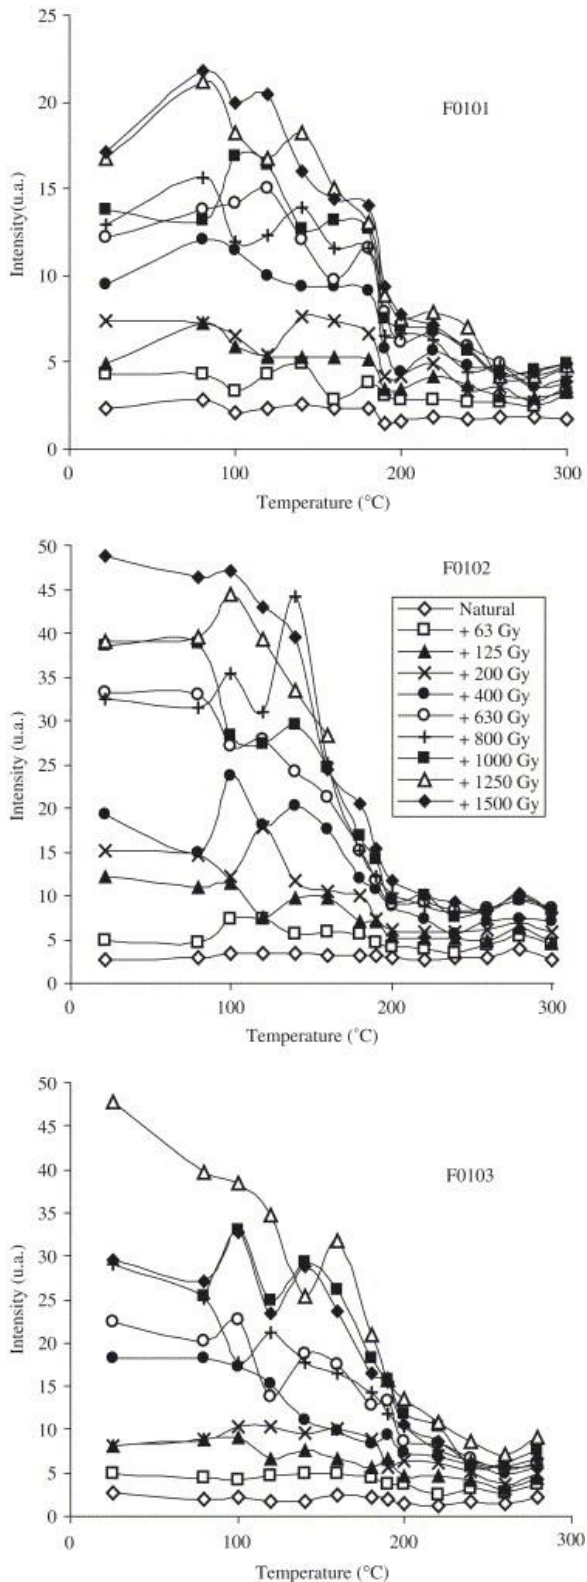 25
20
15
10
5
0
Intensity(u.a.)
F0101
0
100
200
300
Temperature (°C)
50
45
40
35
30
25
20
15
10
5
0
Intensity (u.a.)
F0102
Natural
+ 63 Gy
+ 125 Gy
+ 200 Gy
+ 400 Gy
+ 630 Gy
+ 800 Gy
+ 1000 Gy
+ 1250 Gy
+ 1500 Gy
0
100
200
300
Temperature (°C)
50
45
40
35
30
25
20
15
10
5
0
Intensity (u.a.)
F0103
0
100
200
300
Temperature (°C)